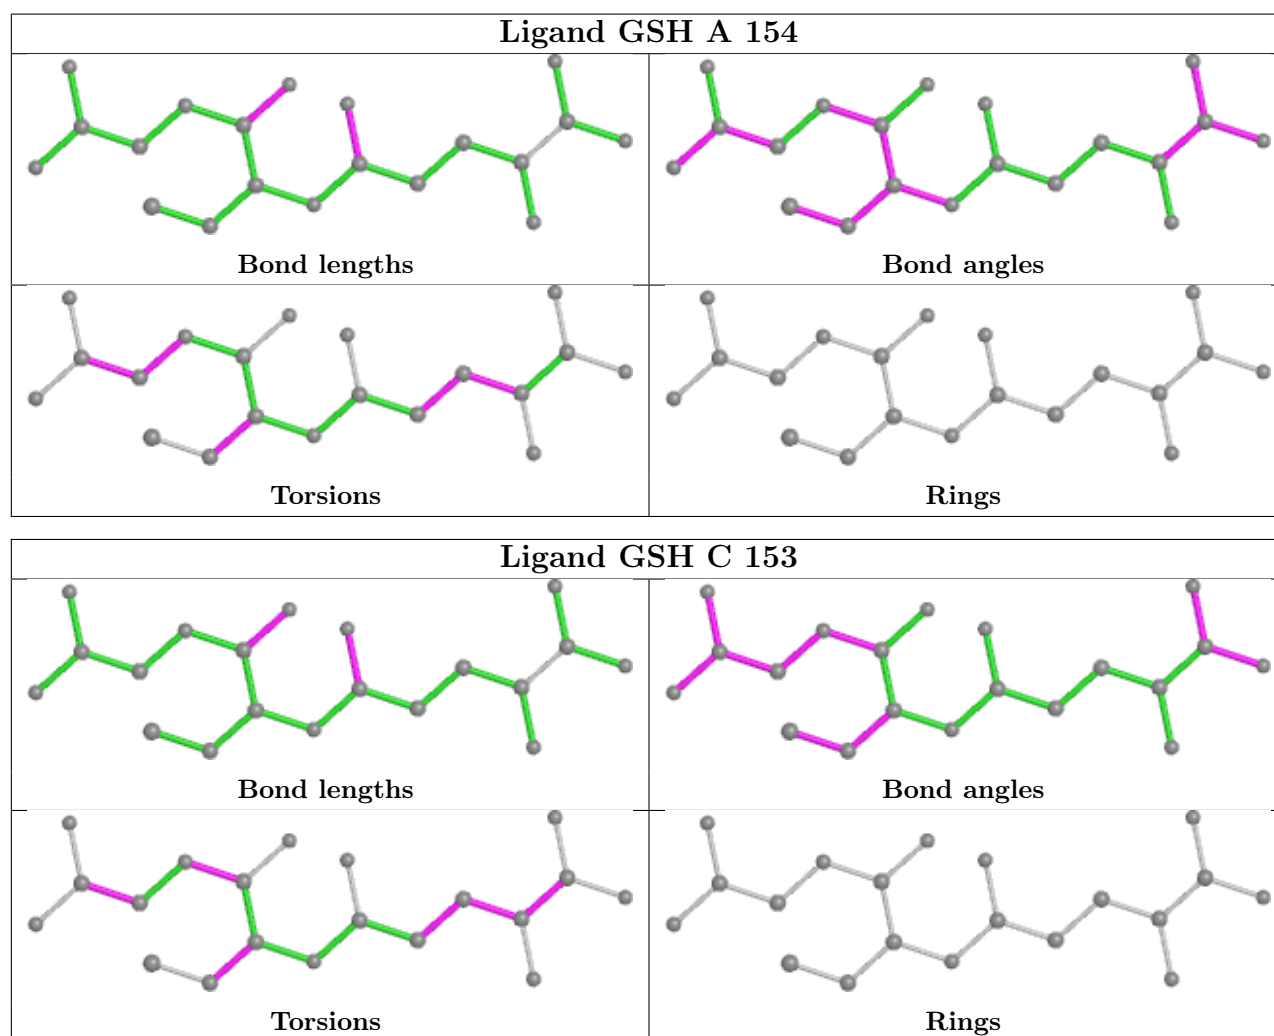 Ligand GSH A 154
Bond lengths
Bond angles
Torsions
Rings
Ligand GSH C 153
Bond lengths
Bond angles
Torsions
Rings